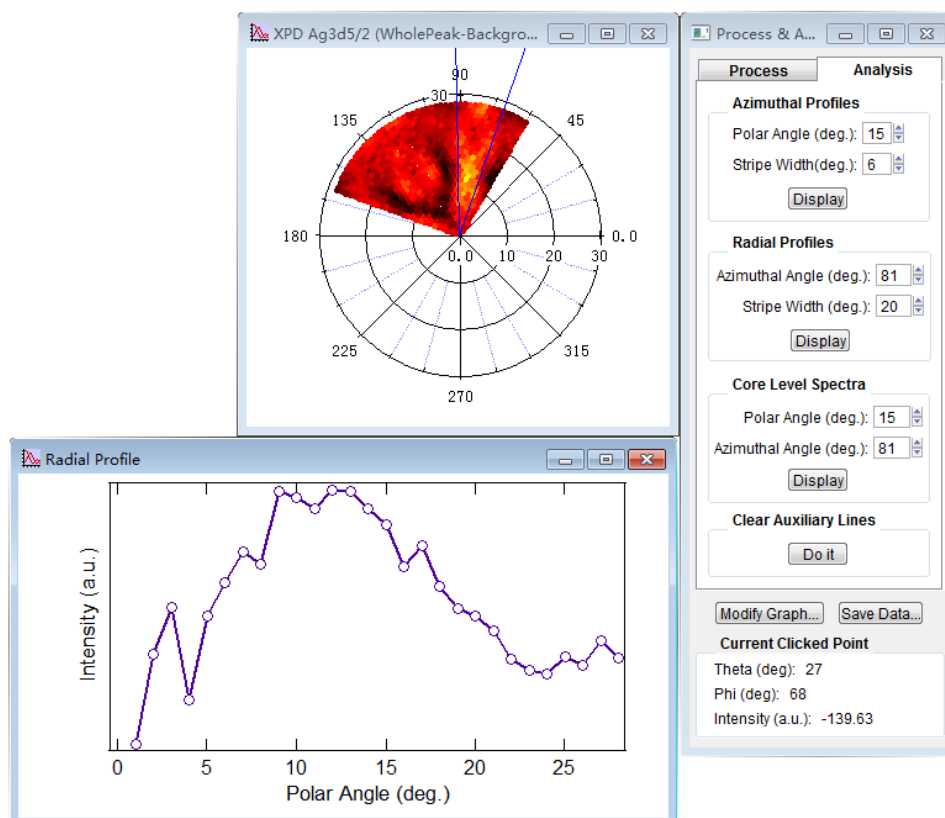 XPD Ag3d5/2 (WholePeak-Backgro...
90
30
135
45
180
0.0
0.0 10 20 30
225
315
270
Process & A...
Process Analysis
Azimuthal Profiles
Polar Angle (deg.): 15
Stripe Width(deg.): 6
Display
Radial Profiles
Azimuthal Angle (deg.): 81
Stripe Width (deg.): 20
Display
Core Level Spectra
Polar Angle (deg.): 15
Azimuthal Angle (deg.): 81
Display
Clear Auxiliary Lines
Do it
Modify Graph... Save Data...
Current Clicked Point
Theta (deg): 27
Phi (deg): 68
Intensity (a.u.): -139.63
Radial Profile
Intensity (a.u.)
0 5 10 15 20 25
Polar Angle (deg.)